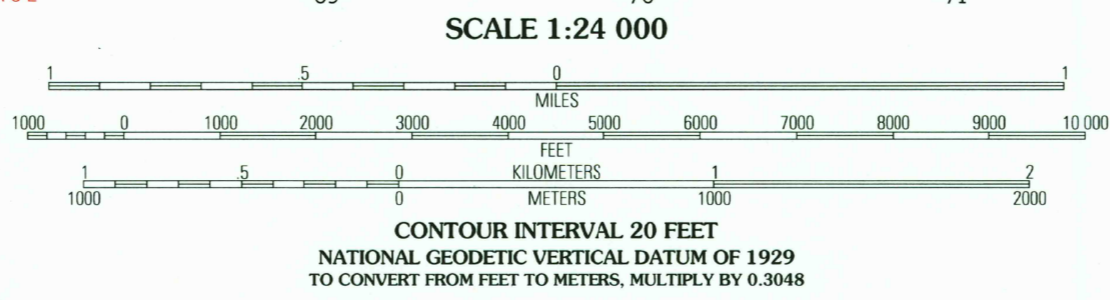 SCALE 1:24 000
1 .5 0 1
MILES
1000 0 1000 2000 3000 4000 5000 6000 7000 8000 9000 10 000
FEET
1 .5 0 KILOMETERS 1 2
1000 0 METERS 1000 2000
CONTOUR INTERVAL 20 FEET
NATIONAL GEODETIC VERTICAL DATUM OF 1929
TO CONVERT FROM FEET TO METERS, MULTIPLY BY 0.3048